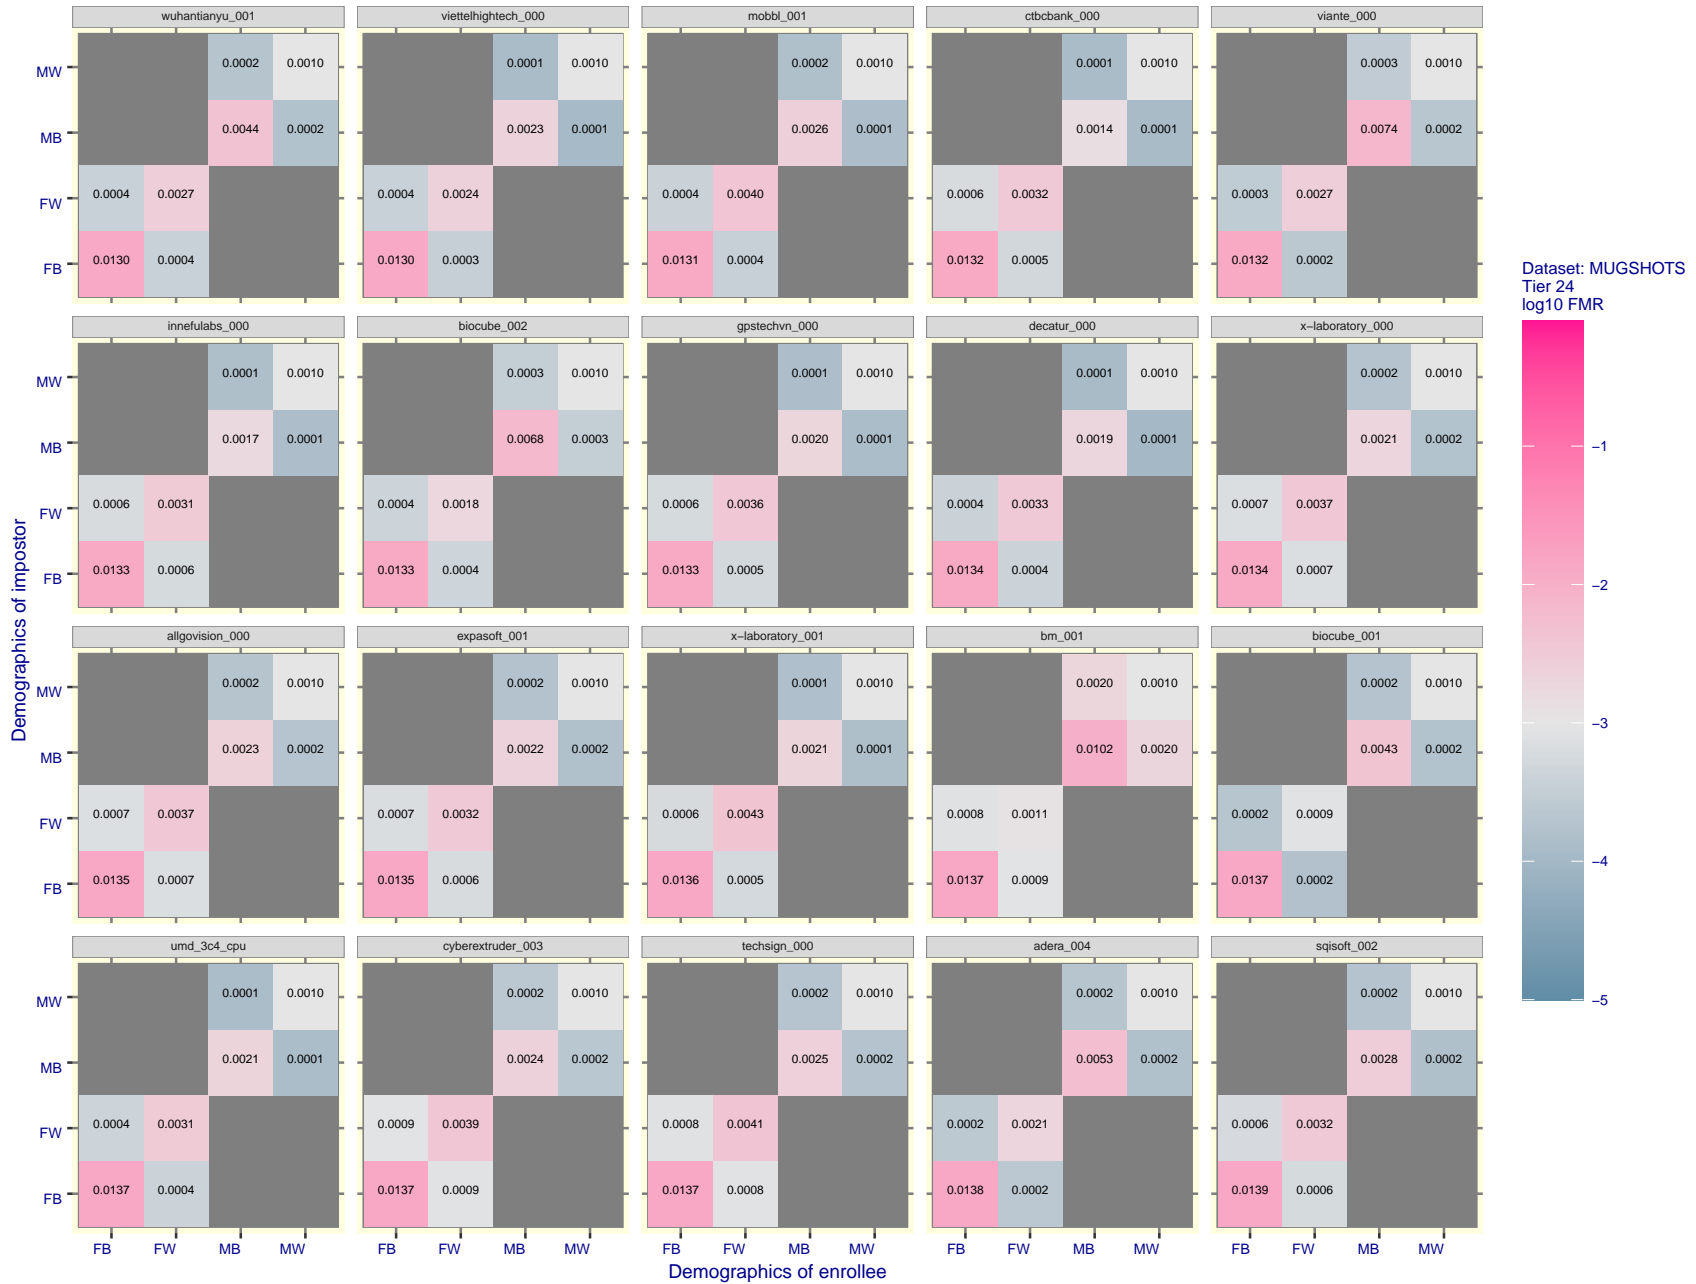 wuhantianyu_001 viettelhightech_000 mobbl_001 ctbcbank_000 viante_000
MW 0.0002 0.0010 0.0001 0.0010 0.0002 0.0010 0.0001 0.0010 0.0003 0.0010
MB 0.0044 0.0002 0.0023 0.0001 0.0026 0.0001 0.0014 0.0001 0.0074 0.0002
FW 0.0004 0.0027 0.0004 0.0024 0.0004 0.0040 0.0006 0.0032 0.0003 0.0027
FB 0.0130 0.0004 0.0130 0.0003 0.0131 0.0004 0.0132 0.0005 0.0132 0.0002
innefulabs_000 biocube_002 gpstechvn_000 decatur_000 x−laboratory_000
MW 0.0001 0.0010 0.0003 0.0010 0.0001 0.0010 0.0001 0.0010 0.0002 0.0010
MB 0.0017 0.0001 0.0068 0.0003 0.0020 0.0001 0.0019 0.0001 0.0021 0.0002
FW 0.0006 0.0031 0.0004 0.0018 0.0006 0.0036 0.0004 0.0033 0.0007 0.0037
FB 0.0133 0.0006 0.0133 0.0004 0.0133 0.0005 0.0134 0.0004 0.0134 0.0007
allgovision_000 expasoft_001 x−laboratory_001 bm_001 biocube_001
MW 0.0002 0.0010 0.0002 0.0010 0.0001 0.0010 0.0020 0.0010 0.0002 0.0010
MB 0.0023 0.0002 0.0022 0.0002 0.0021 0.0001 0.0102 0.0020 0.0043 0.0002
FW 0.0007 0.0037 0.0007 0.0032 0.0006 0.0043 0.0008 0.0011 0.0002 0.0009
FB 0.0135 0.0007 0.0135 0.0006 0.0136 0.0005 0.0137 0.0009 0.0137 0.0002
umd_3c4_cpu cyberextruder_003 techsign_000 adera_004 sqisoft_002
MW 0.0001 0.0010 0.0002 0.0010 0.0002 0.0010 0.0002 0.0010 0.0002 0.0010
MB 0.0021 0.0001 0.0024 0.0002 0.0025 0.0002 0.0053 0.0002 0.0028 0.0002
FW 0.0004 0.0031 0.0009 0.0039 0.0008 0.0041 0.0002 0.0021 0.0006 0.0032
FB 0.0137 0.0004 0.0137 0.0009 0.0137 0.0008 0.0138 0.0002 0.0139 0.0006
FB FW MB MW FB FW MB MW FB FW MB MW FB FW MB MW FB FW MB MW
Demographics of enrollee
Demographics of impostor
Dataset: MUGSHOTS
Tier 24
log10 FMR
−1
−2
−3
−4
−5